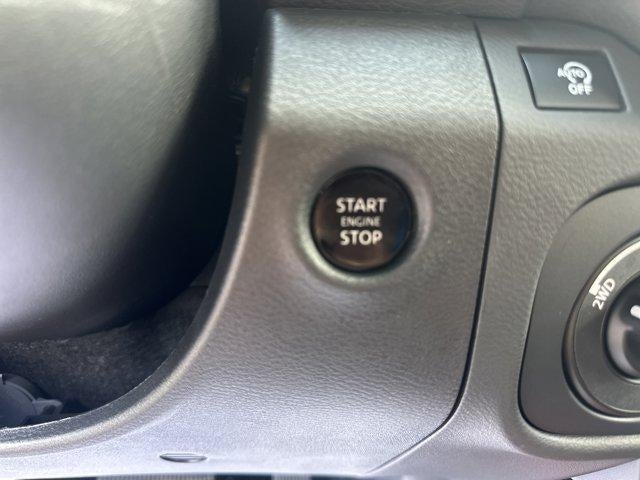 START
ENGINE
STOP
AUTO
OFF
2WD